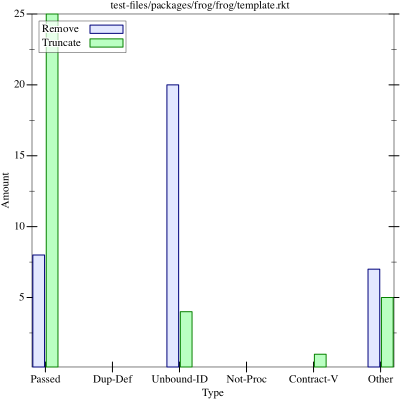 test-files/packages/frog/frog/template.rkt
25
20
15
10
5
Amount
Remove
Truncate
Passed Dup-Def Unbound-ID Not-Proc Contract-V Other
Type